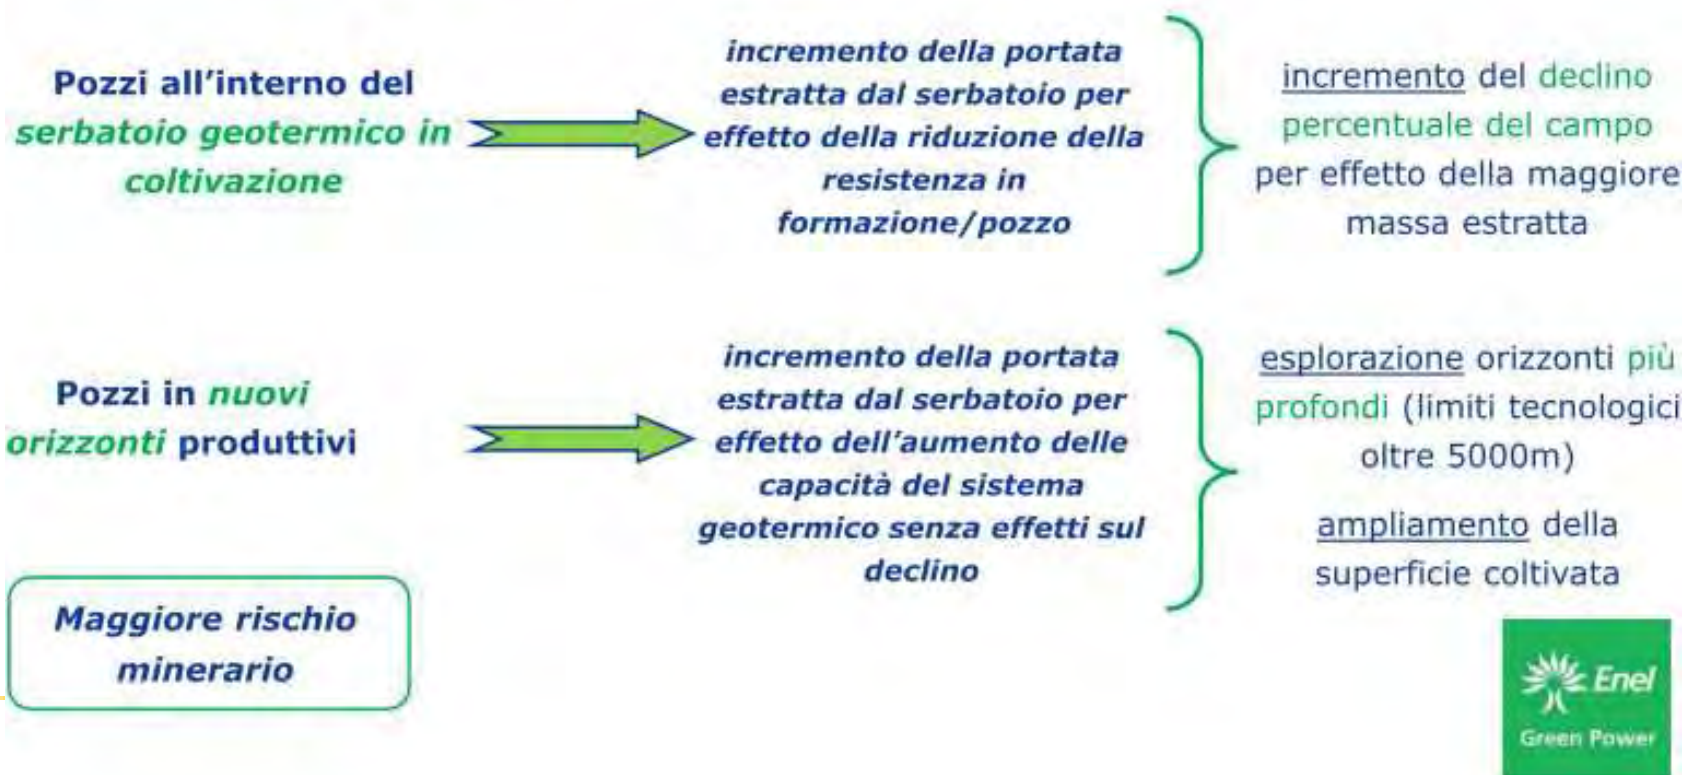 Pozzi all'interno del
serbatoio geotermico in
coltivazione
incremento della portata
estratta dal serbatoio per
effetto della riduzione della
resistenza in
formazione/pozzo
incremento del declino
percentuale del campo
per effetto della maggiore
massa estratta
Pozzi in nuovi
orizzonti produttivi
incremento della portata
estratta dal serbatoio per
effetto dell'aumento delle
capacità del sistema
geotermico senza effetti sul
declino
esplorazione orizzonti più
profondi (limiti tecnologici
oltre 5000m)
ampliamento della
superficie coltivata
Maggiore rischio
minerario
Enel
Green Power